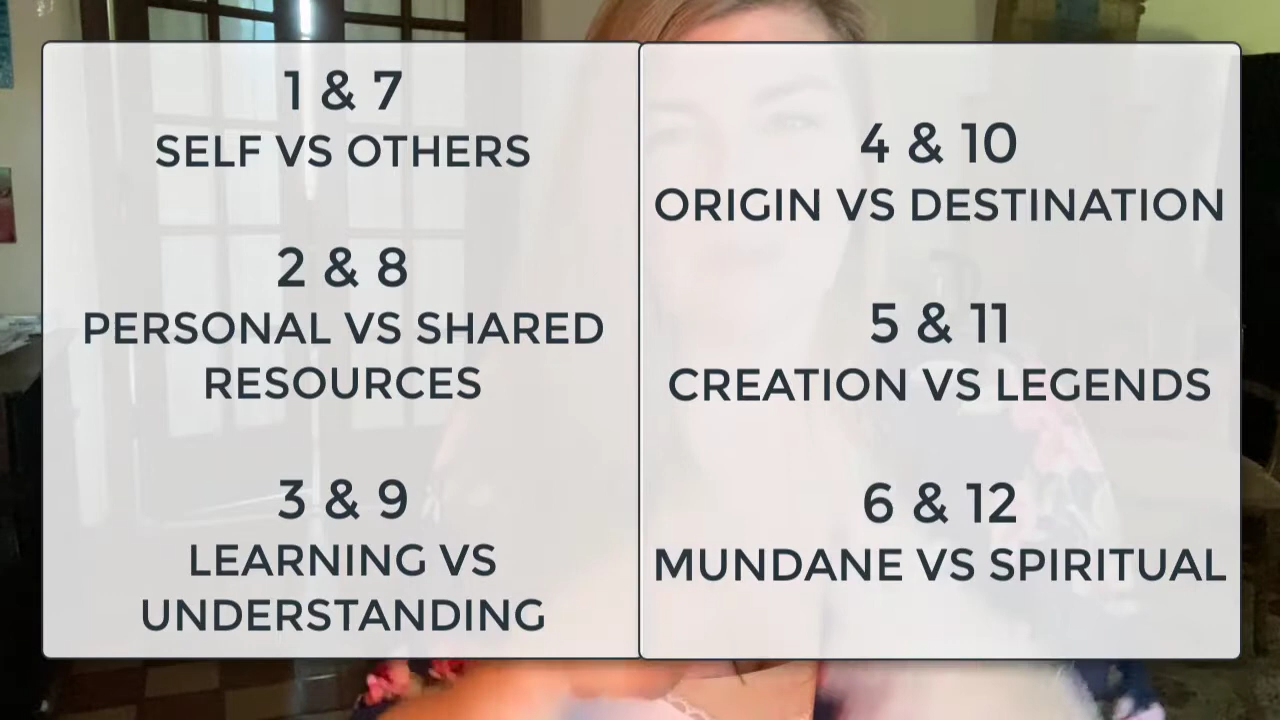 1 & 7
SELF VS OTHERS
2 & 8
PERSONAL VS SHARED
RESOURCES
3 & 9
LEARNING VS
UNDERSTANDING
4 & 10
ORIGIN VS DESTINATION
5 & 11
CREATION VS LEGENDS
6 & 12
MUNDANE VS SPIRITUAL